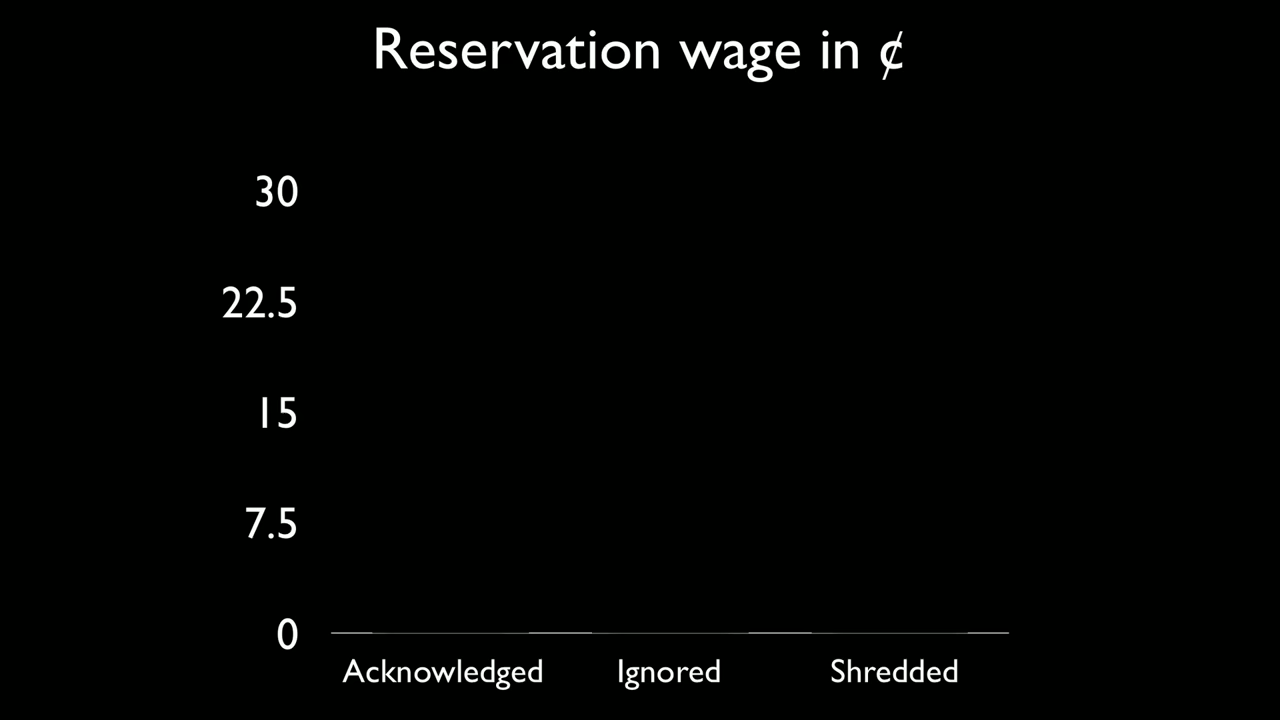 Reservation wage in ¢
30
22.5
15
7.5
0
Acknowledged Ignored Shredded